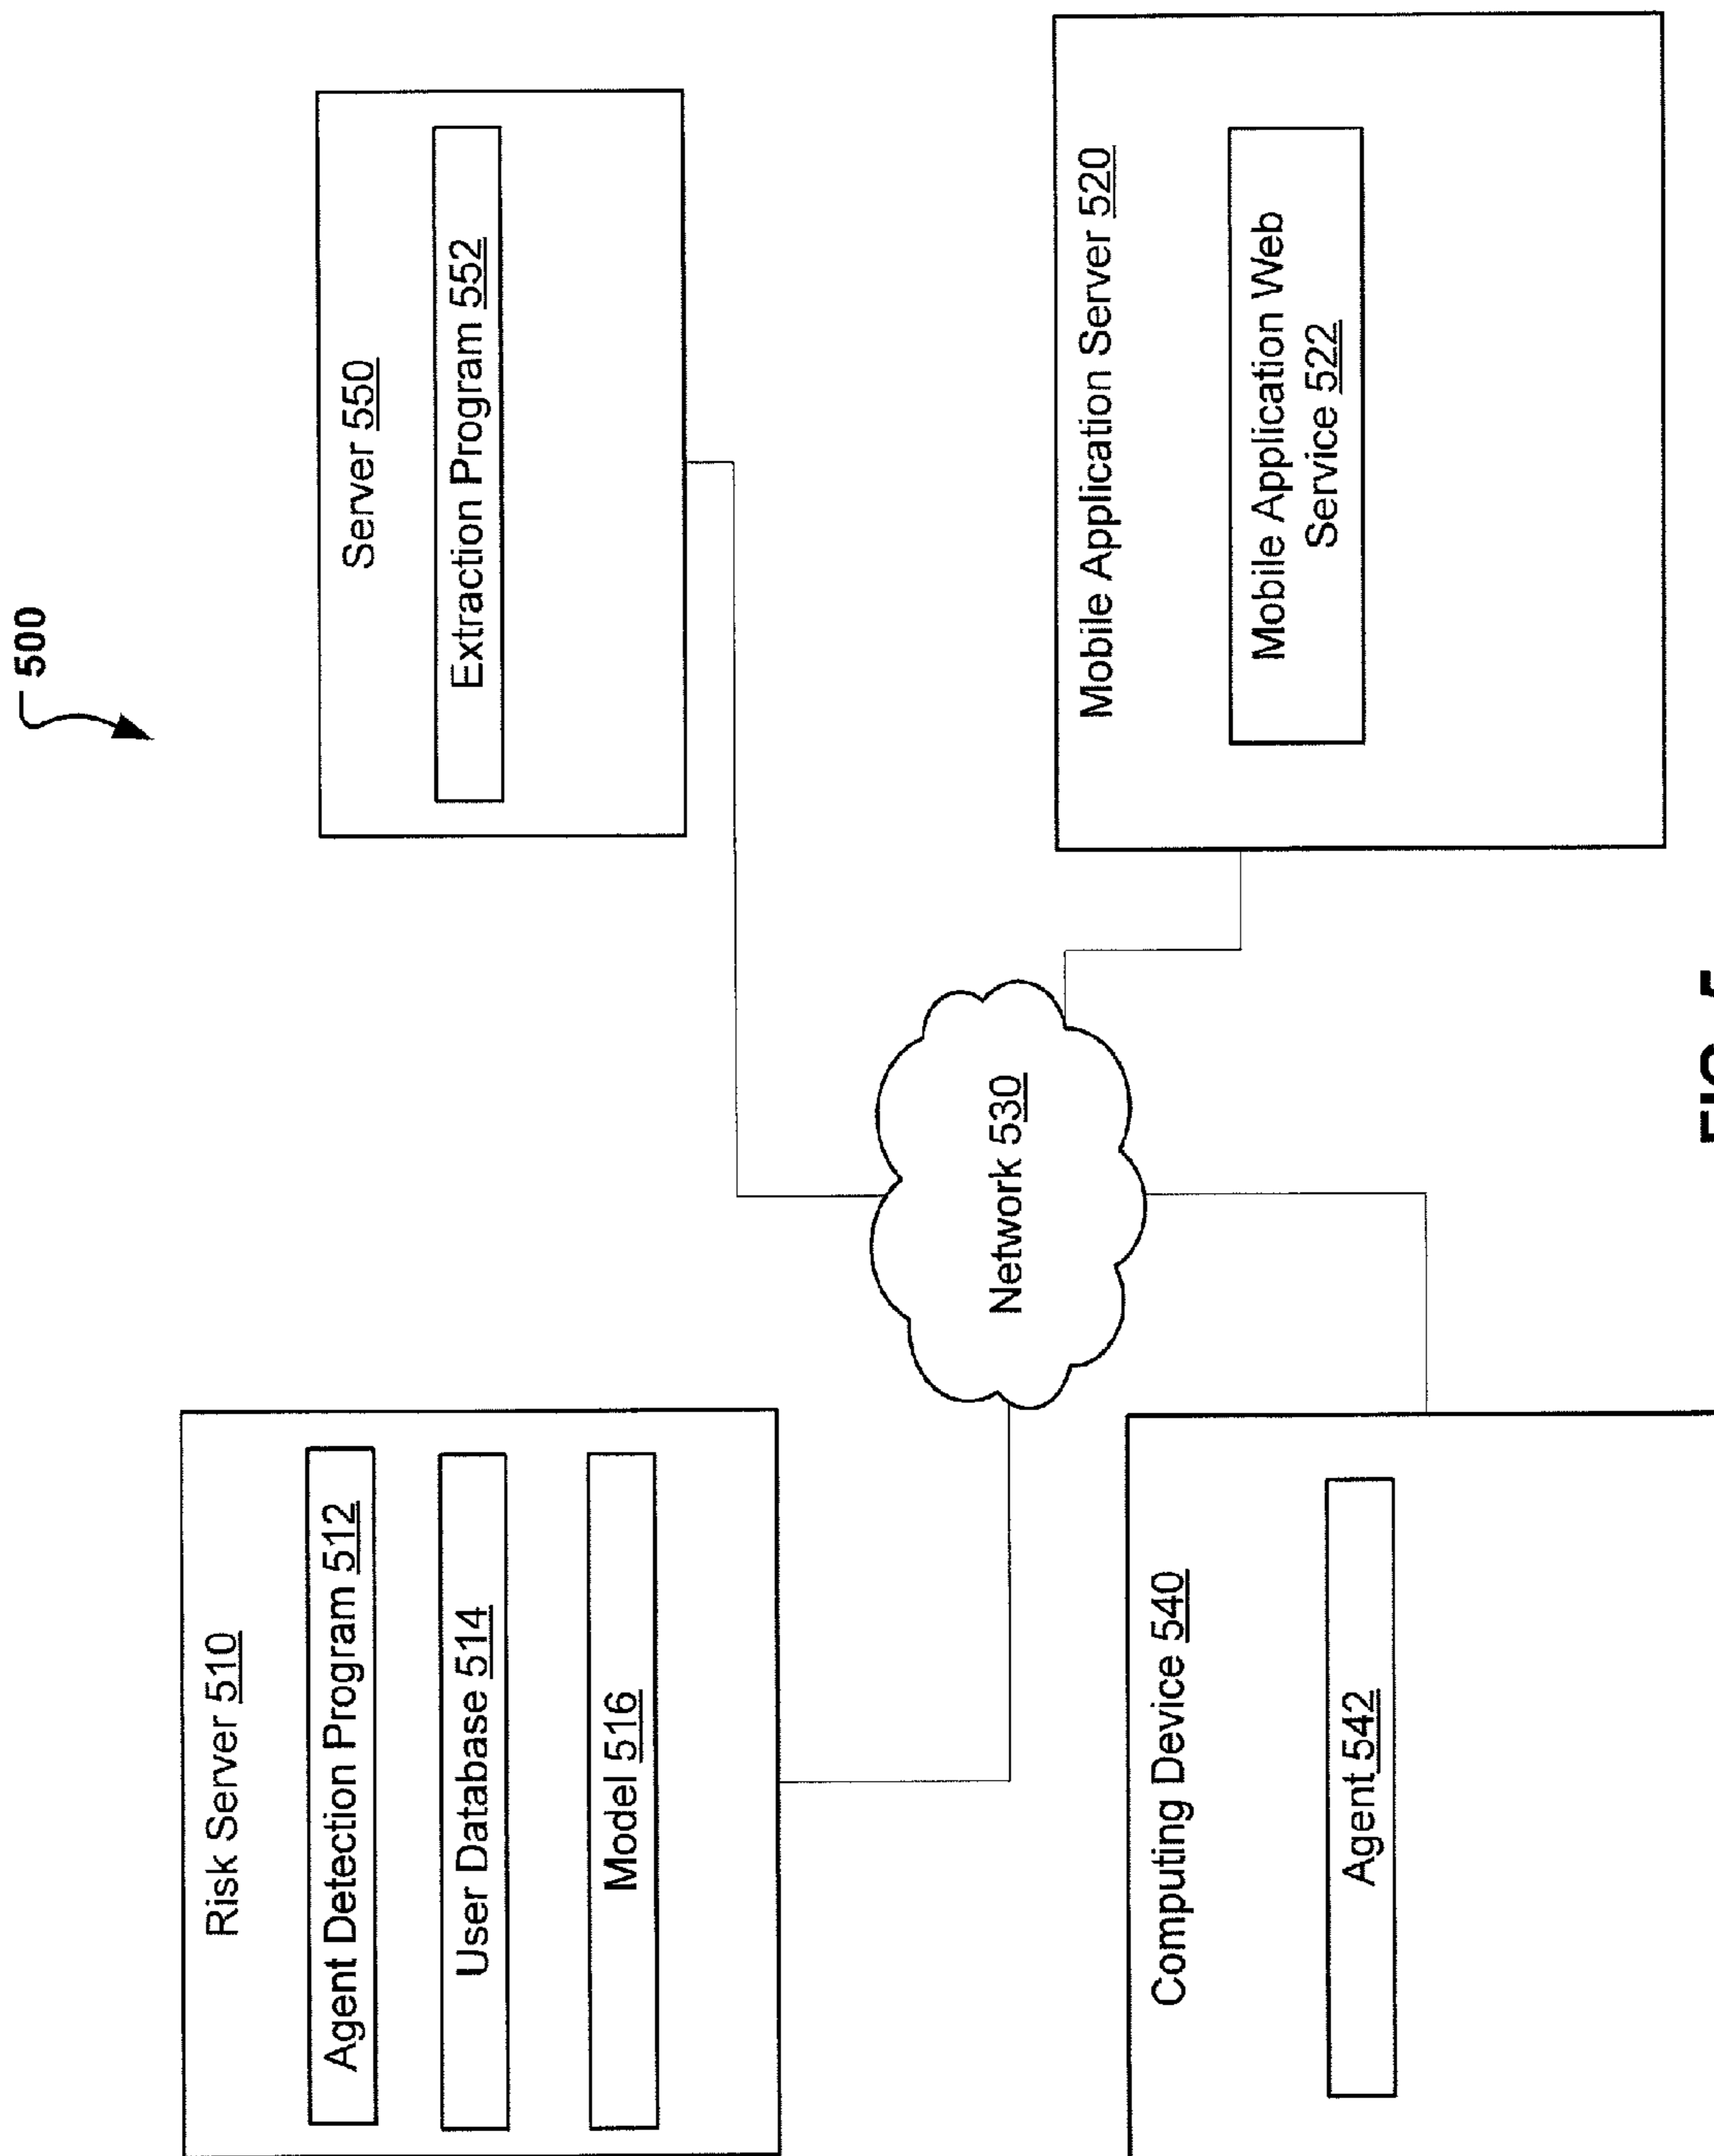 500
Risk Server 510
Agent Detection Program 512
User Database 514
Model 516
Server 550
Extraction Program 552
Network 530
Computing Device 540
Agent 542
Mobile Application Server 520
Mobile Application Web
Service 522